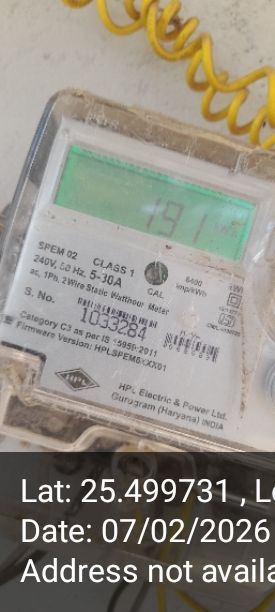 191
SPEM 02 CLASS 1
240V, 50 Hz, 5-30A
CAL
6400
imp/kWh
ac, 1Ph, 2Wire Static Watthour Meter
S. No.
1033284
Category C3 as per IS 15959-2011
Firmware Version:
HPL
HPL Electric & Power Ltd.
Gurugram (Haryana) INDIA
Lat: 25.499731 ,
Date: 07/02/2026
Address not availa